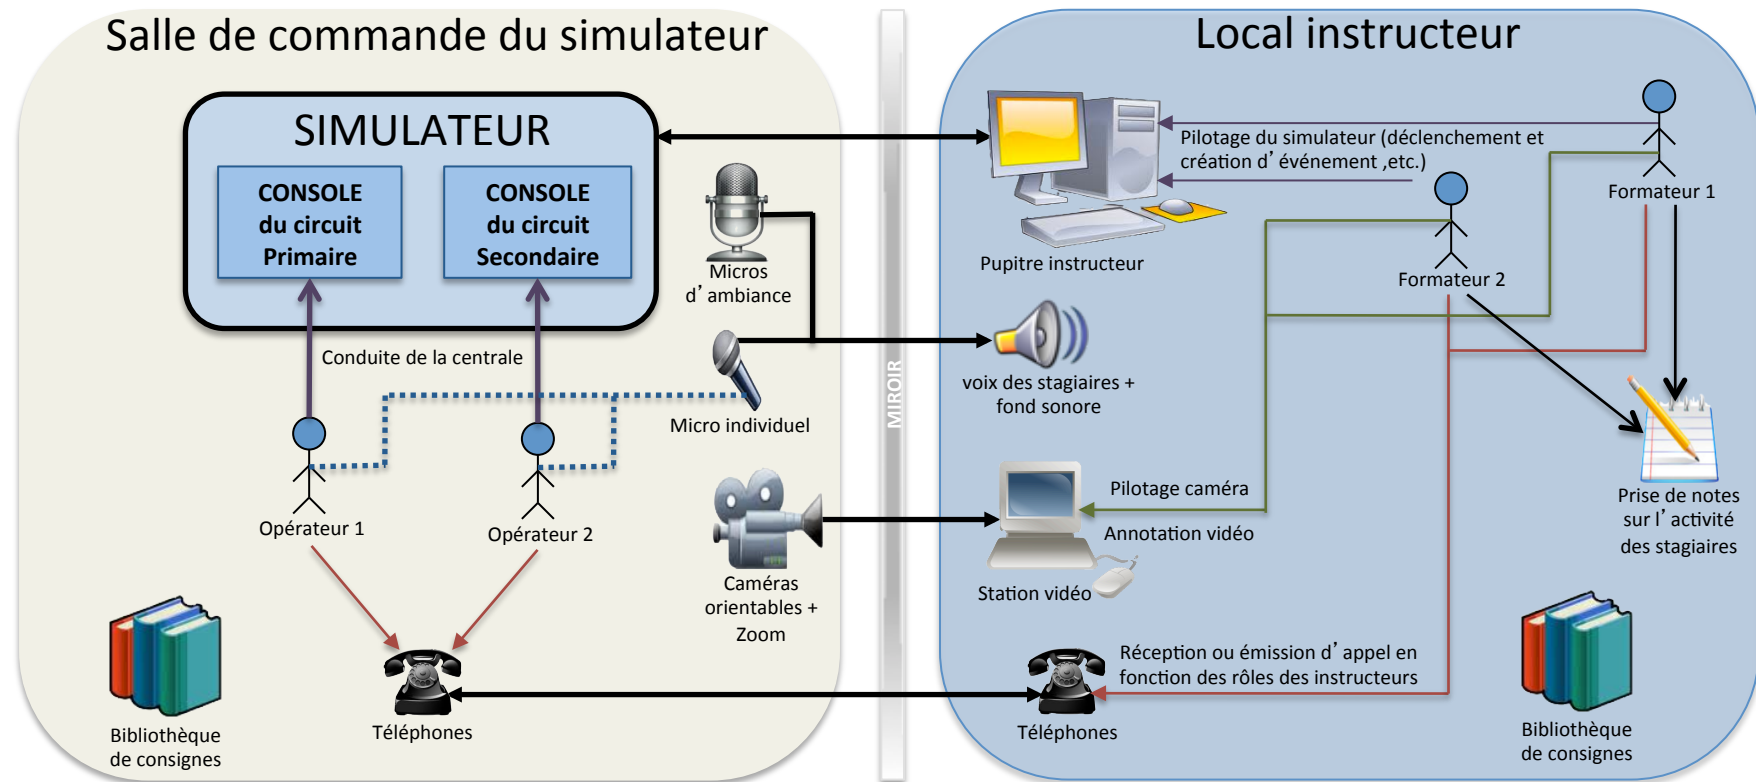 Salle de commande du simulateur
SIMULATEUR
CONSOLE
du circuit
Primaire
CONSOLE
du circuit
Secondaire
Micros
d’ambiance
Conduite de la centrale
Micro individuel
Opérateur 1
Opérateur 2
Caméras
orientables +
Zoom
Bibliothèque
de consignes
Téléphones
MIROIR
Local instructeur
Pilotage du simulateur (déclenchement et
création d’événement ,etc.)
Formateur 1
Pupitre instructeur
Formateur 2
voix des stagiaires +
fond sonore
Pilotage caméra
Annotation vidéo
Station vidéo
Prise de notes
sur l’activité
des stagiaires
Réception ou émission d’appel en
fonction des rôles des instructeurs
Téléphones
Bibliothèque
de consignes